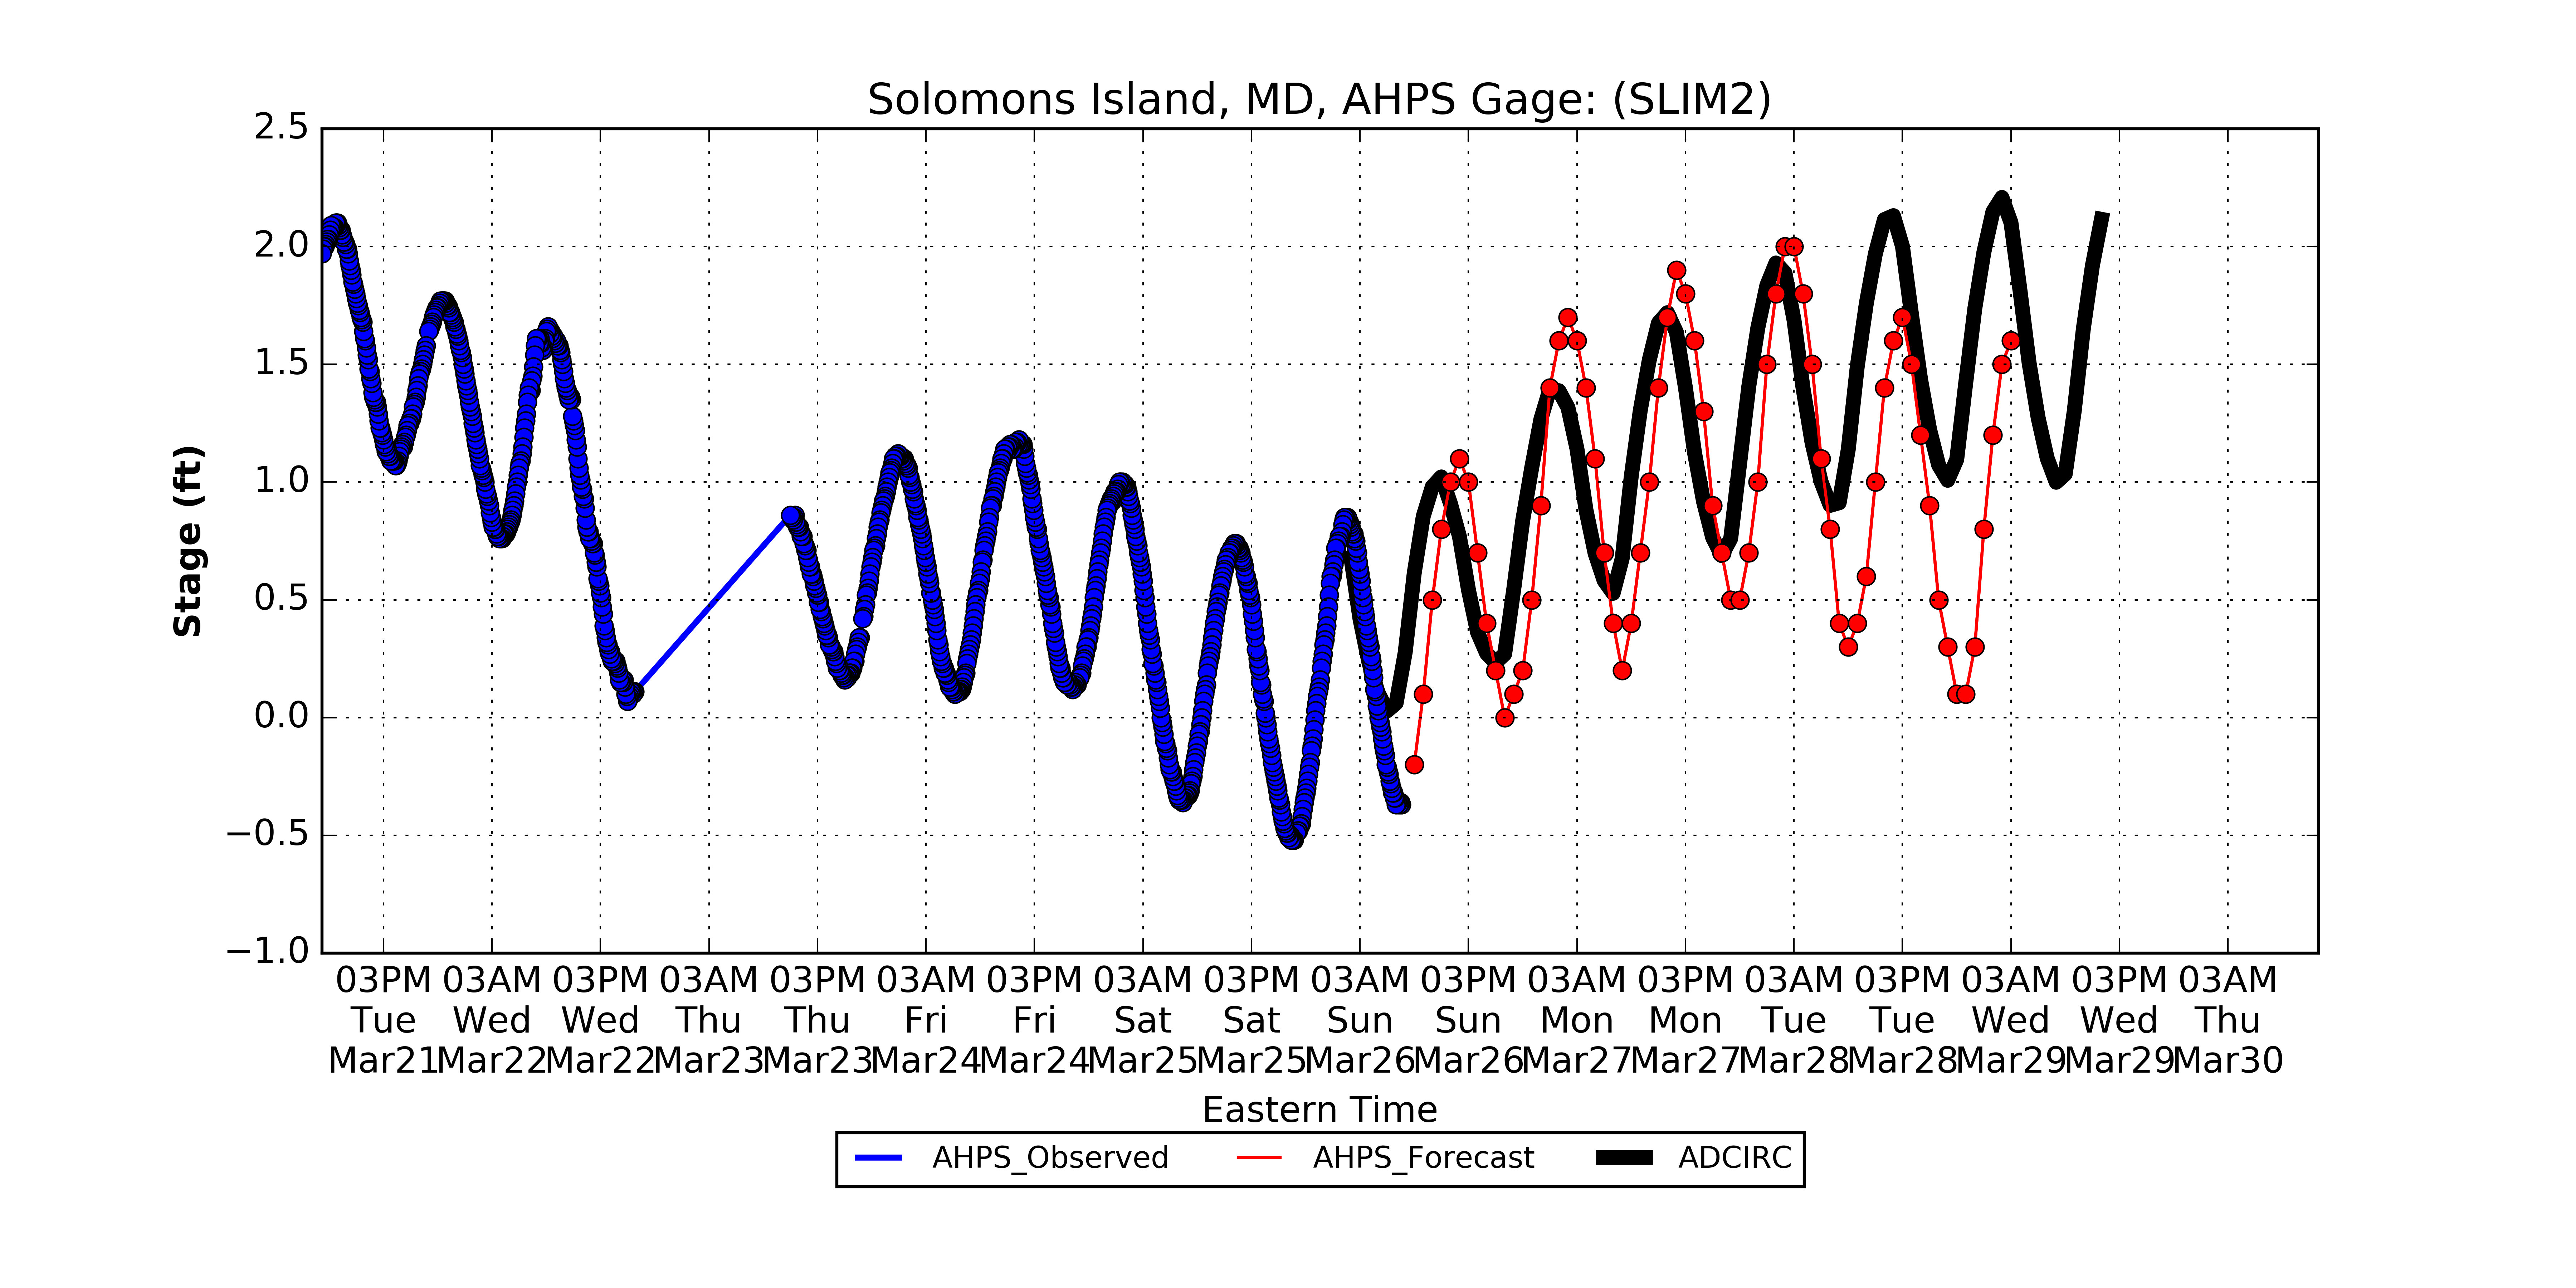 Solomons Island, MD, AHPS Gage: (SLIM2)
2.5
2.0
1.5
1.0
0.5
0.0
−0.5
−1.0
Stage (ft)
03PM 03AM 03PM 03AM 03PM 03AM 03PM 03AM 03PM 03AM 03PM 03AM 03PM 03AM 03PM 03AM 03PM 03AM
Tue Wed Wed Thu Thu Fri Fri Sat Sat Sun Sun Mon Mon Tue Tue Wed Wed Thu
Mar21 Mar22 Mar22 Mar23 Mar23 Mar24 Mar24 Mar25 Mar25 Mar26 Mar26 Mar27 Mar27 Mar28 Mar28 Mar29 Mar29 Mar30
Eastern Time
AHPS_Observed AHPS_Forecast ADCIRC